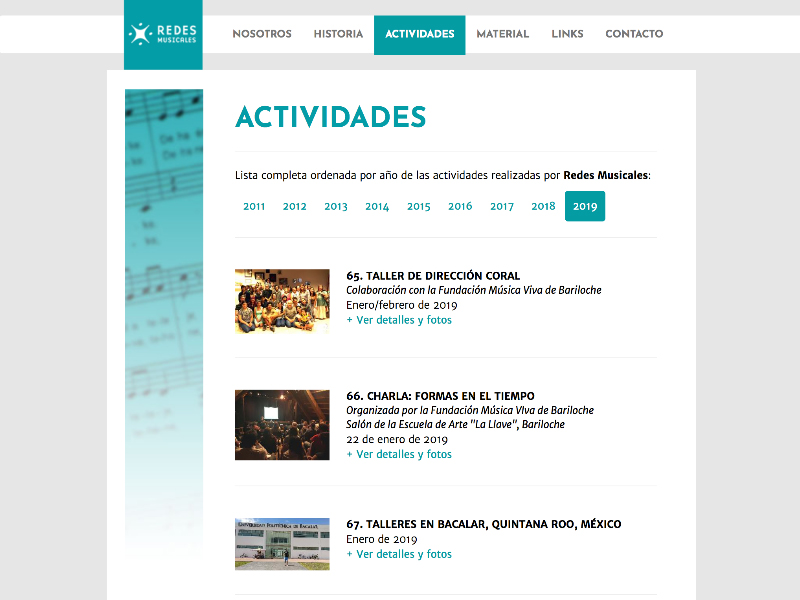 REDES
MUSICALES
NOSOTROS
HISTORIA
ACTIVIDADES
MATERIAL
LINKS
CONTACTO
ACTIVIDADES
Lista completa ordenada por año de las actividades realizadas por Redes Musicales:
2011 2012 2013 2014 2015 2016 2017 2018 2019
65. TALLER DE DIRECCIÓN CORAL
Colaboración con la Fundación Música Viva de Bariloche
Enero/febrero de 2019
+ Ver detalles y fotos
66. CHARLA: FORMAS EN EL TIEMPO
Organizada por la Fundación Música VIva de Bariloche
Salón de la Escuela de Arte "La Llave", Bariloche
22 de enero de 2019
+ Ver detalles y fotos
UNIVERSIDAD POLITÉCNICA DE BACALAR
67. TALLERES EN BACALAR, QUINTANA ROO, MÉXICO
Enero de 2019
+ Ver detalles y fotos